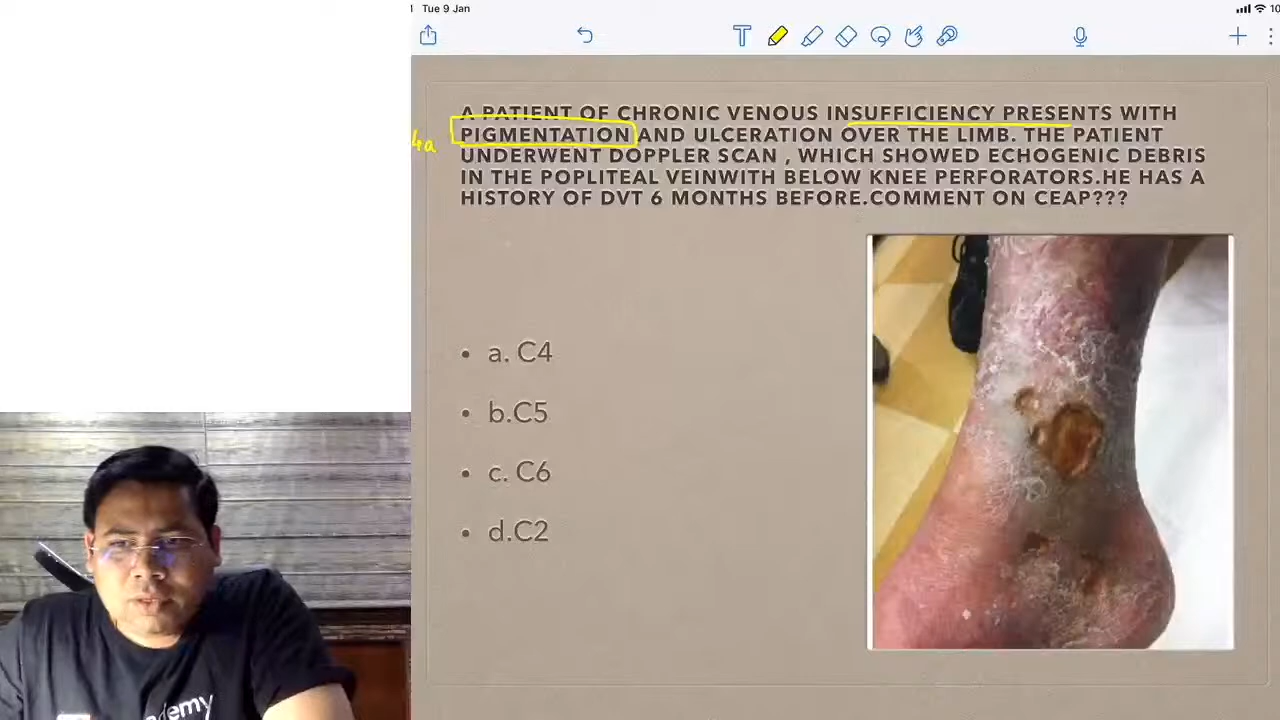 Tue 9 Jan
10
T
A PATIENT OF CHRONIC VENOUS INSUFFICIENCY PRESENTS WITH
4a
PIGMENTATION AND ULCERATION OVER THE LIMB. THE PATIENT
UNDERWENT DOPPLER SCAN , WHICH SHOWED ECHOGENIC DEBRIS
IN THE POPLITEAL VEINWITH BELOW KNEE PERFORATORS.HE HAS A
HISTORY OF DVT 6 MONTHS BEFORE.COMMENT ON CEAP???
• a. C4
• b.C5
• c. C6
• d.C2